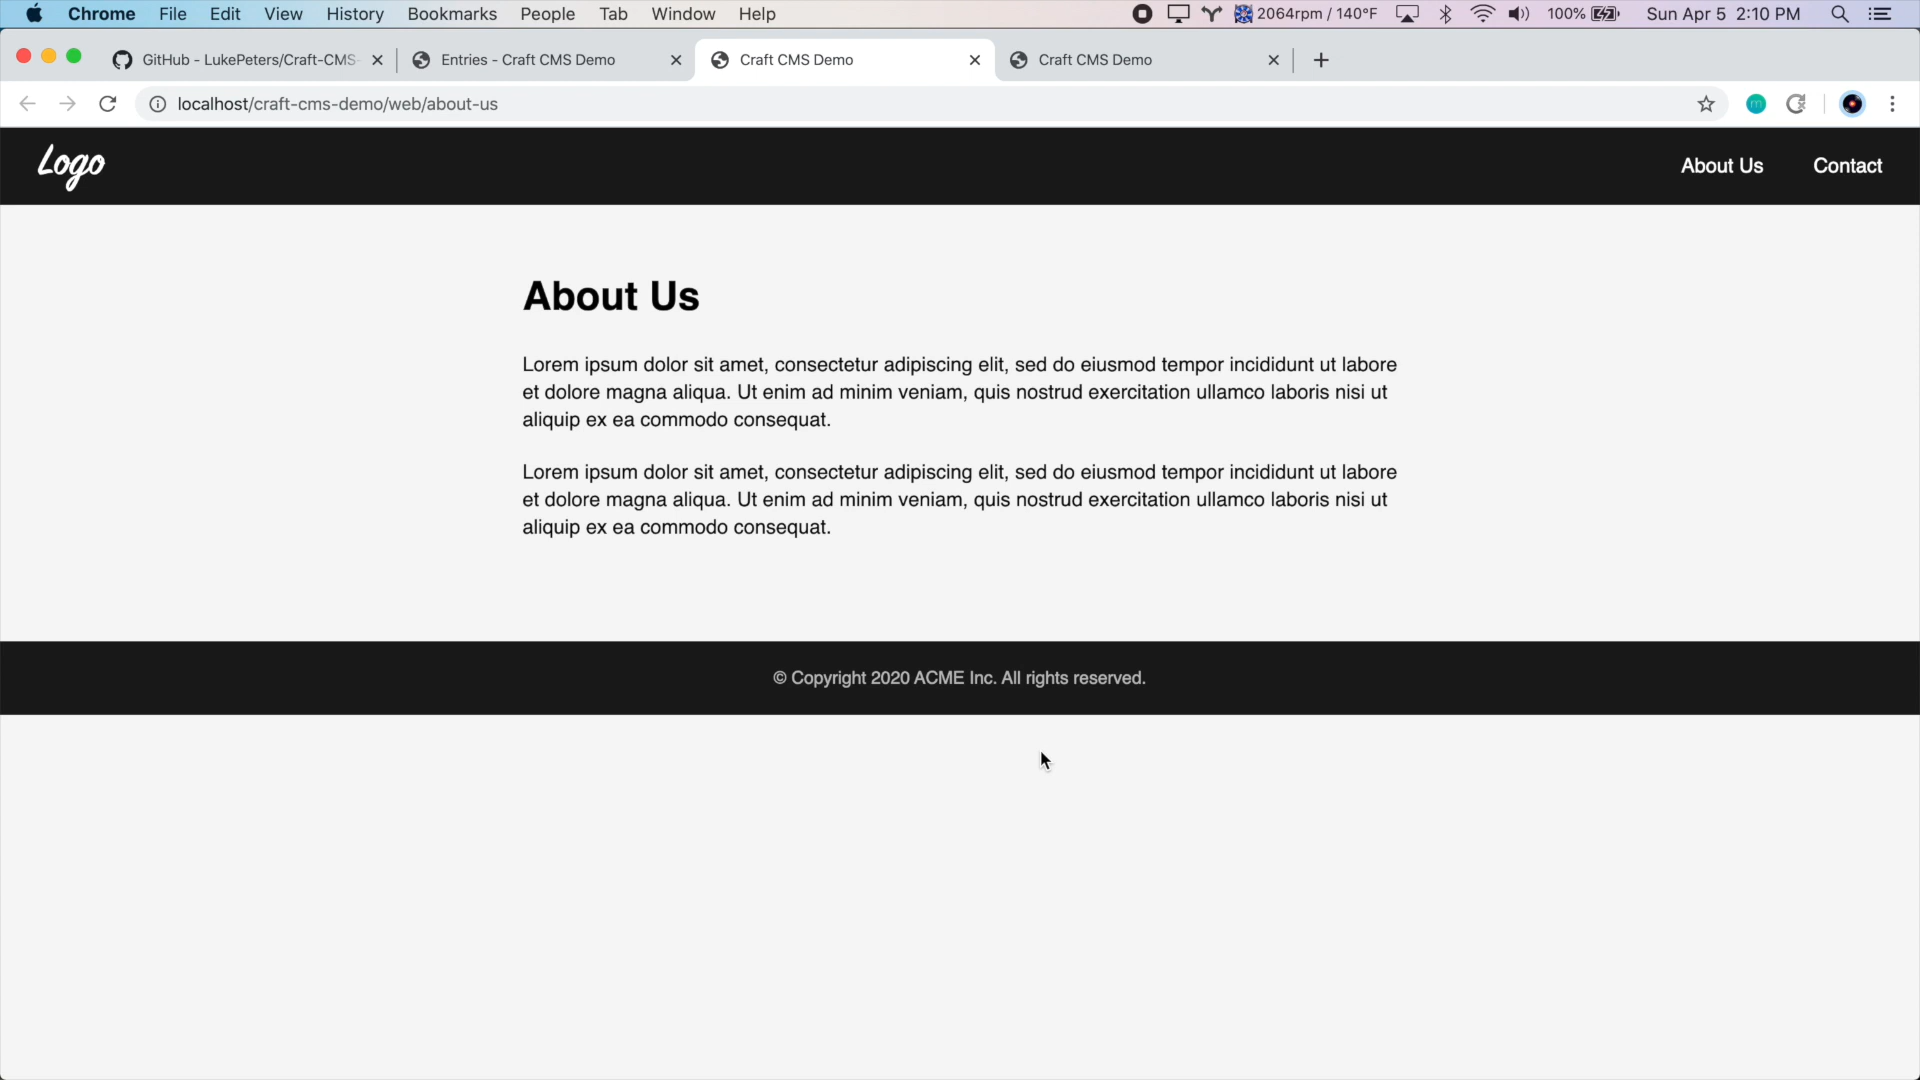 Chrome File Edit View History Bookmarks People Tab Window Help 2064rpm / 140°F 100% Sun Apr 5 2:10 PM
GitHub - LukePeters/Craft-CMS- Entries - Craft CMS Demo Craft CMS Demo Craft CMS Demo
localhost/craft-cms-demo/web/about-us
Logo About Us Contact
About Us
Lorem ipsum dolor sit amet, consectetur adipiscing elit, sed do eiusmod tempor incididunt ut labore
et dolore magna aliqua. Ut enim ad minim veniam, quis nostrud exercitation ullamco laboris nisi ut
aliquip ex ea commodo consequat.
Lorem ipsum dolor sit amet, consectetur adipiscing elit, sed do eiusmod tempor incididunt ut labore
et dolore magna aliqua. Ut enim ad minim veniam, quis nostrud exercitation ullamco laboris nisi ut
aliquip ex ea commodo consequat.
© Copyright 2020 ACME Inc. All rights reserved.